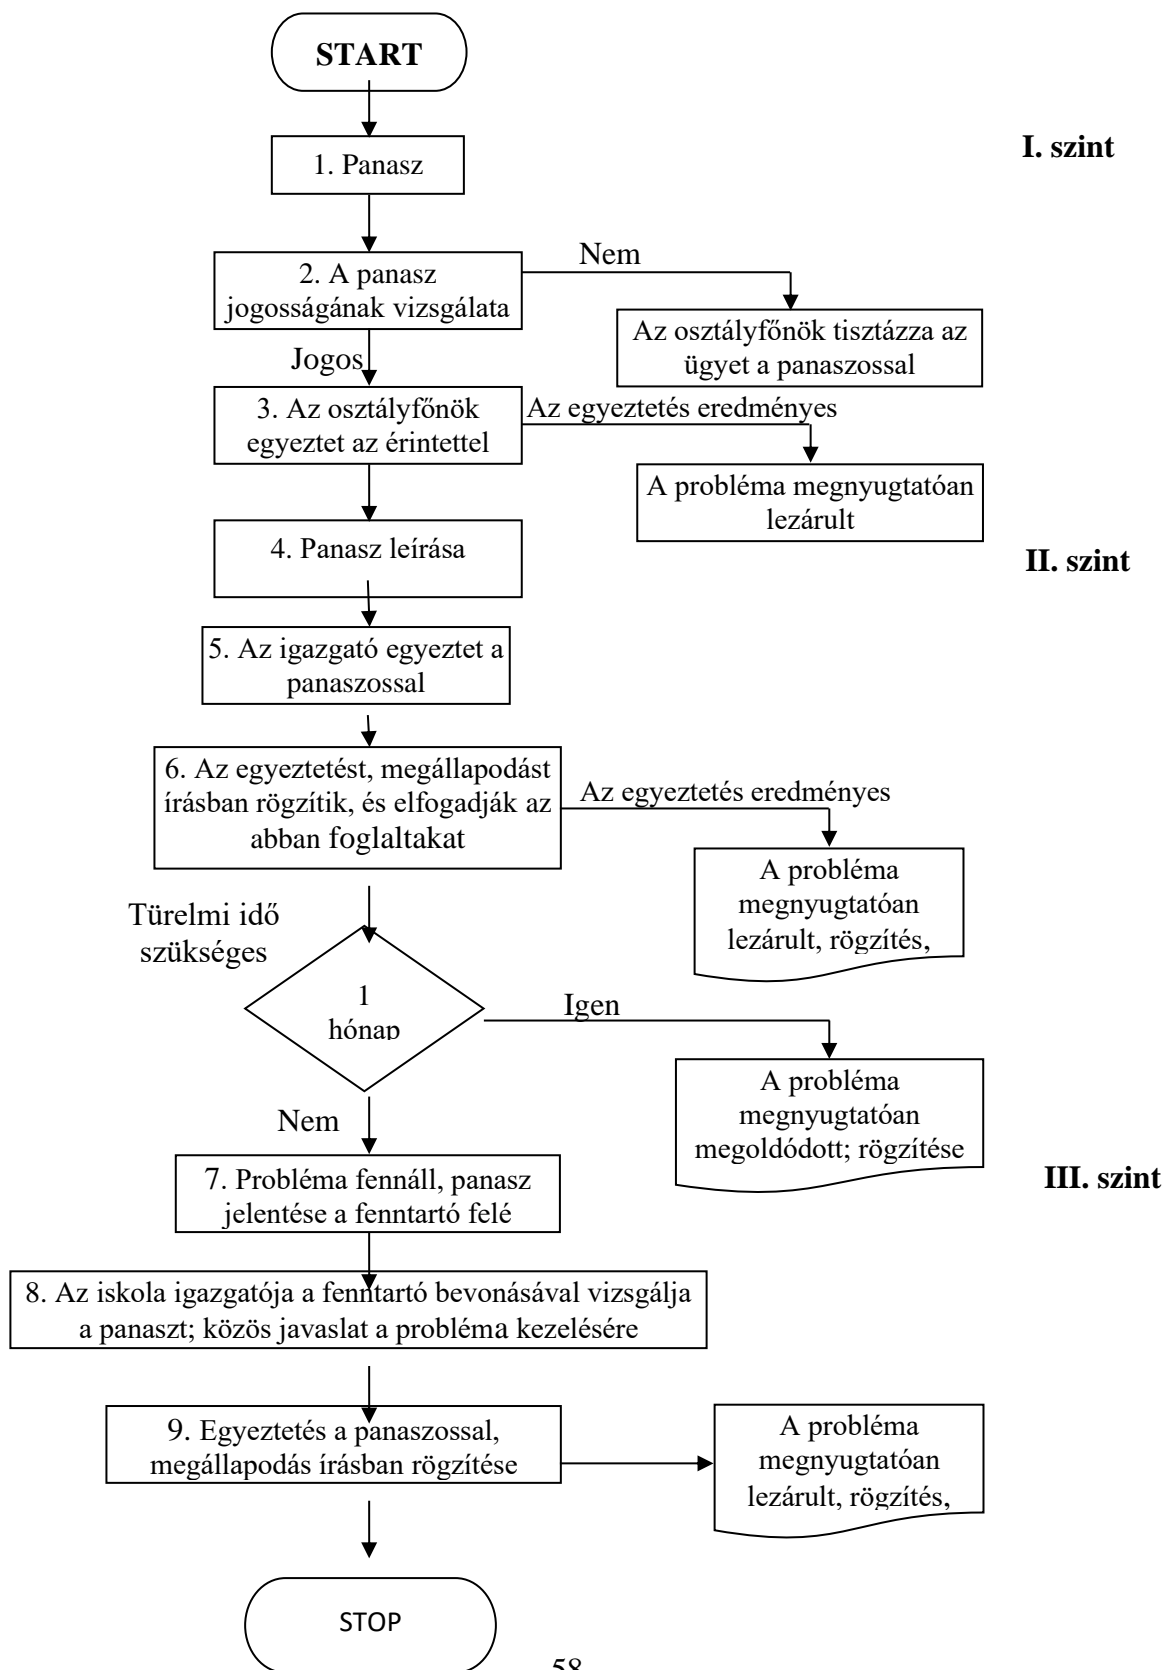 START
I. szint
1. Panasz
2. A panasz
jogosságának vizsgálata
Nem
Az osztályfőnök tisztázza az
ügyet a panaszossal
Jogos
3. Az osztályfőnök
egyeztet az érintettel
Az egyeztetés eredményes
A probléma megnyugtatóan
lezárult
4. Panasz leírása
II. szint
5. Az igazgató egyeztet a
panaszossal
6. Az egyeztetést, megállapodást
írásban rögzítik, és elfogadják az
abban foglaltakat
Az egyeztetés eredményes
A probléma
megnyugtatóan
lezárult, rögzítés,
Türelmi idő
szükséges
1
hónap
Igen
A probléma
megnyugtatóan
megoldódott; rögzítése
Nem
7. Probléma fennáll, panasz
jelentése a fenntartó felé
III. szint
8. Az iskola igazgatója a fenntartó bevonásával vizsgálja
a panaszt; közös javaslat a probléma kezelésére
9. Egyeztetés a panaszossal,
megállapodás írásban rögzítése
A probléma
megnyugtatóan
lezárult, rögzítés,
STOP
58